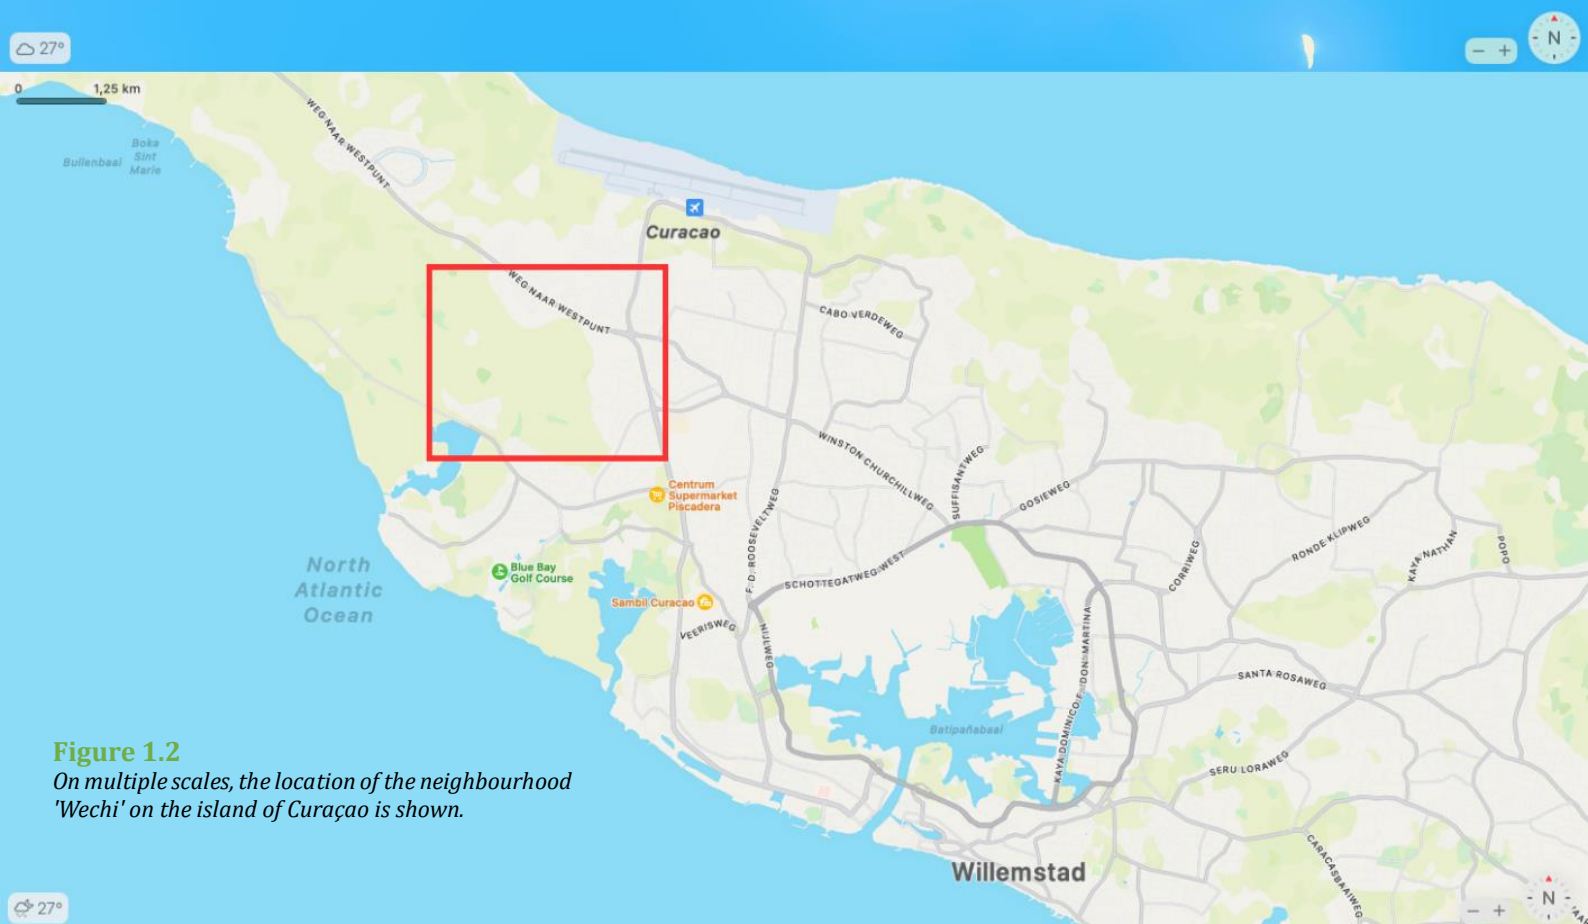 27°
N
0 1,25 km
WEG NAAR WESTPUNT
Boka
Sint
Marie
Bullenbaai
Curacao
WEG NAAR WESTPUNT
CABO VERDEWEG
WINSTON CHURCHILLWEG
SUFFISANTWEG
GOSIEWEG
Centrum
Supermarket
Piscadera
F. D. ROOSEVELTWEG
RONDE KLIPWEG
KAYA NATHAN
POPO
CORRIWEG
SCHOTTEGATWEG WEST
North
Atlantic
Ocean
Blue Bay
Golf Course
Sambil Curacao
VEERISWEG
NIJLWEG
KAYA DOMINICO F. DON MARTINA
SANTA ROSAWEG
Batipañabaai
SERU LORAWEG
Figure 1.2
On multiple scales, the location of the neighbourhood
'Wechi' on the island of Curaçao is shown.
CARACASBAAIWEG
Willemstad
27°
N